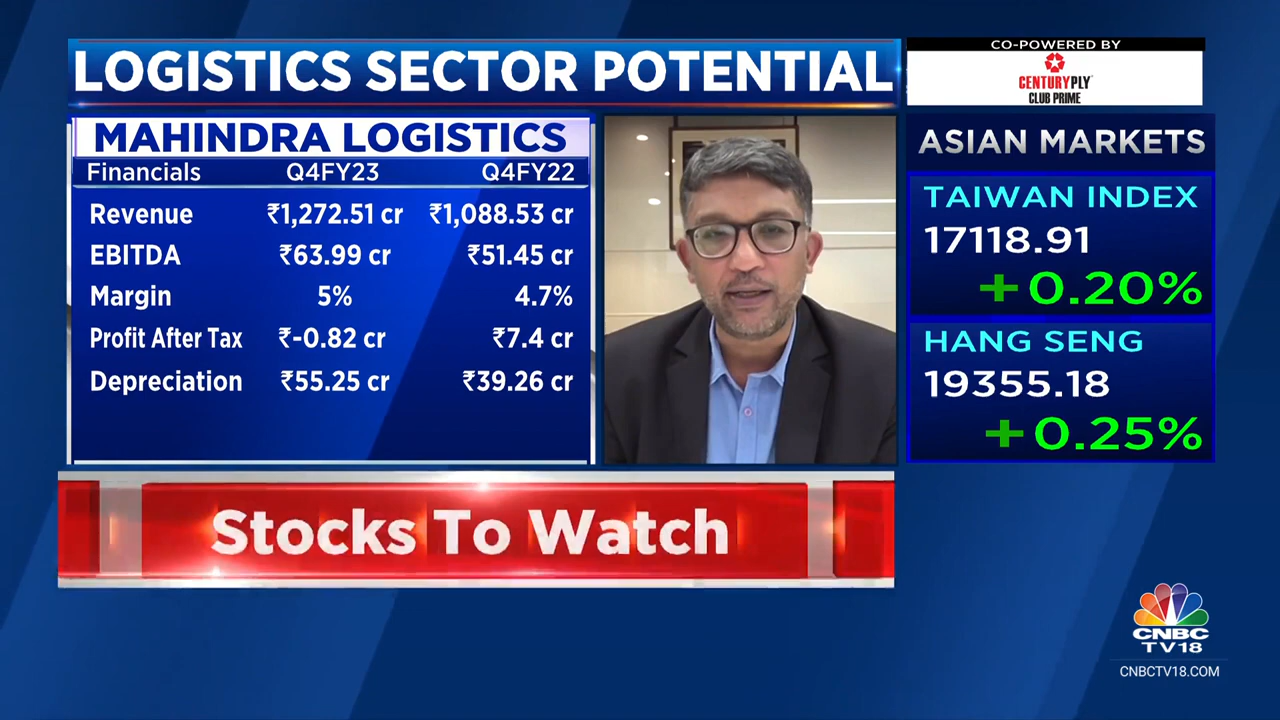 LOGISTICS SECTOR POTENTIAL
MAHINDRA LOGISTICS
Financials Q4FY23 Q4FY22
Revenue ₹1,272.51 cr ₹1,088.53 cr
EBITDA ₹63.99 cr ₹51.45 cr
Margin 5% 4.7%
Profit After Tax ₹-0.82 cr ₹7.4 cr
Depreciation ₹55.25 cr ₹39.26 cr
Stocks To Watch
CO-POWERED BY
CENTURYPLY
CLUB PRIME
ASIAN MARKETS
TAIWAN INDEX
17118.91
+0.20%
HANG SENG
19355.18
+0.25%
CNBC
TV18
CNBCTV18.COM